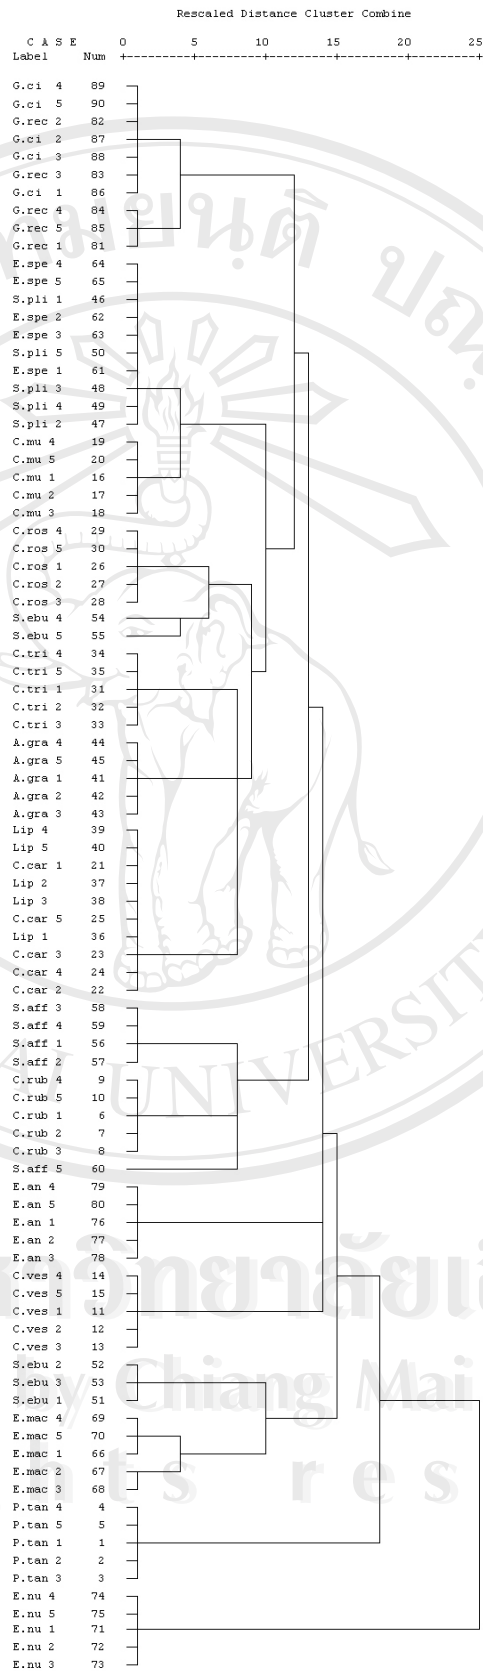 Rescaled Distance Cluster Combine
C A S E 0 5 10 15 20 25
Label Num
G.ci 4 89
G.ci 5 90
G.rec 2 82
G.ci 2 87
G.ci 3 88
G.rec 3 83
G.ci 1 86
G.rec 4 84
G.rec 5 85
G.rec 1 81
E.spe 4 64
E.spe 5 65
S.pli 1 46
E.spe 2 62
E.spe 3 63
S.pli 5 50
E.spe 1 61
S.pli 3 48
S.pli 4 49
S.pli 2 47
C.mu 4 19
C.mu 5 20
C.mu 1 16
C.mu 2 17
C.mu 3 18
C.ros 4 29
C.ros 5 30
C.ros 1 26
C.ros 2 27
C.ros 3 28
S.ebu 4 54
S.ebu 5 55
C.tri 4 34
C.tri 5 35
C.tri 1 31
C.tri 2 32
C.tri 3 33
A.gra 4 44
A.gra 5 45
A.gra 1 41
A.gra 2 42
A.gra 3 43
Lip 4 39
Lip 5 40
C.car 1 21
Lip 2 37
Lip 3 38
C.car 5 25
Lip 1 36
C.car 3 23
C.car 4 24
C.car 2 22
S.aff 3 58
S.aff 4 59
S.aff 1 56
S.aff 2 57
C.rub 4 9
C.rub 5 10
C.rub 1 6
C.rub 2 7
C.rub 3 8
S.aff 5 60
E.an 4 79
E.an 5 80
E.an 1 76
E.an 2 77
E.an 3 78
C.ves 4 14
C.ves 5 15
C.ves 1 11
C.ves 2 12
C.ves 3 13
S.ebu 2 52
S.ebu 3 53
S.ebu 1 51
E.mac 4 69
E.mac 5 70
E.mac 1 66
E.mac 2 67
E.mac 3 68
P.tan 4 4
P.tan 5 5
P.tan 1 1
P.tan 2 2
P.tan 3 3
E.nu 4 74
E.nu 5 75
E.nu 1 71
E.nu 2 72
E.nu 3 73
UNIVERSIT
by Chiang Mai